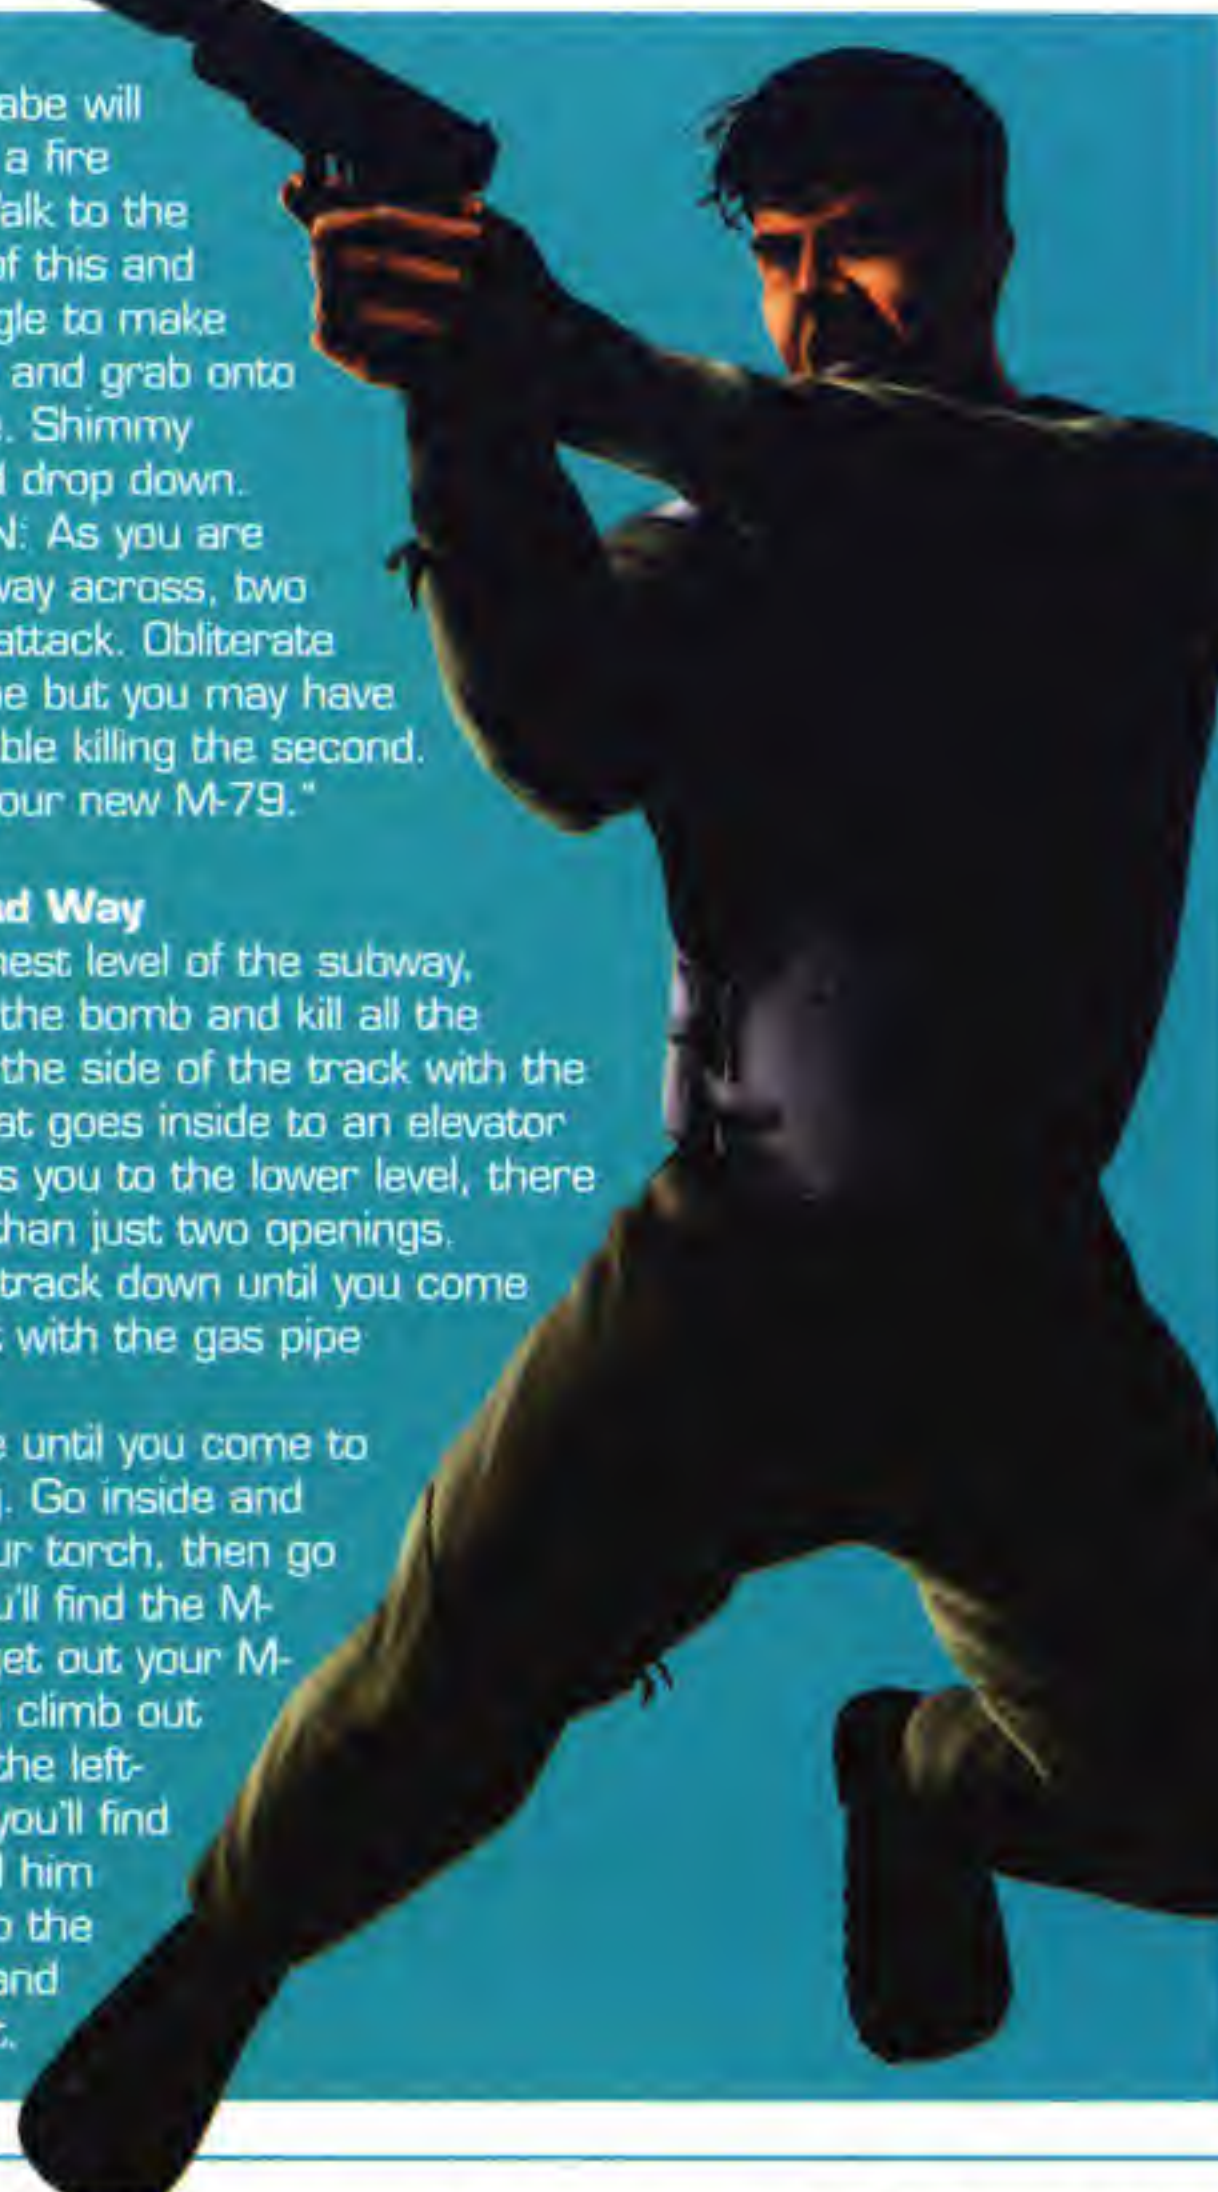 abe will
a fire
alk to the
of this and
gle to make
and grab onto
e. Shimmy
d drop down.
N: As you are
way across, two
attack. Obliterate
ne but you may have
ble killing the second.
our new M-79."
nd Way
hest level of the subway,
the bomb and kill all the
the side of the track with the
at goes inside to an elevator
s you to the lower level, there
than just two openings.
track down until you come
t with the gas pipe
e until you come to
g. Go inside and
ur torch, then go
u'll find the M-
et out your M-
climb out
the left-
you'll find
l him
o the
and
t.